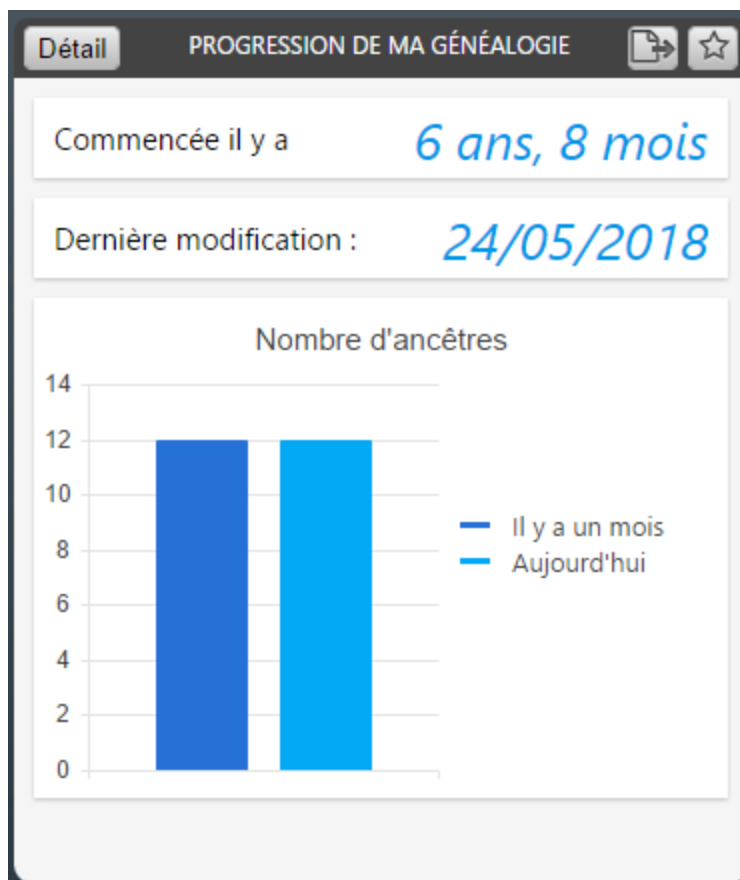 Détail
PROGRESSION DE MA GÉNÉALOGIE
Commencée il y a
6 ans, 8 mois
Dernière modification :
24/05/2018
Nombre d'ancêtres
14
12
10
8
6
4
2
0
Il y a un mois
Aujourd'hui